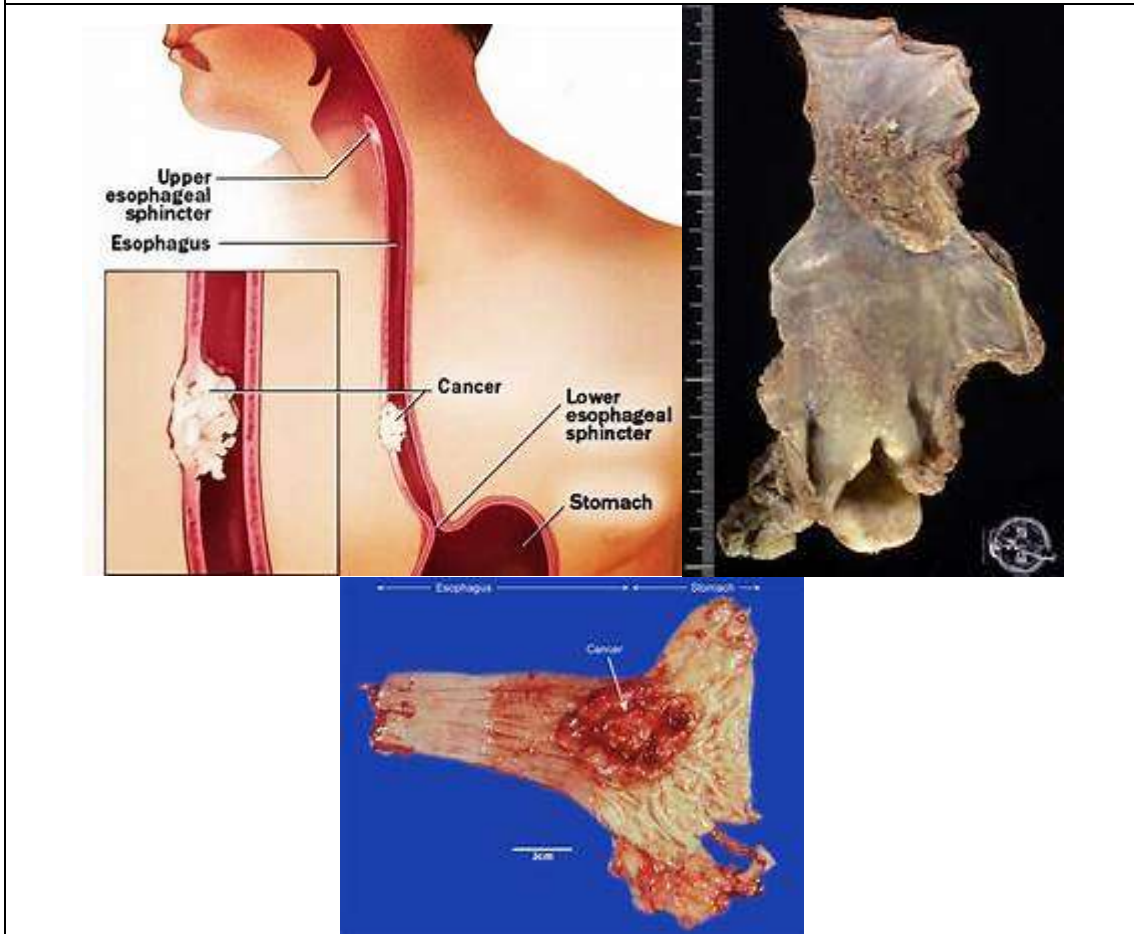 Upper
esophageal
sphincter
Esophagus
Cancer
Lower
esophageal
sphincter
Stomach
Esophagus
Stomach
Cancer